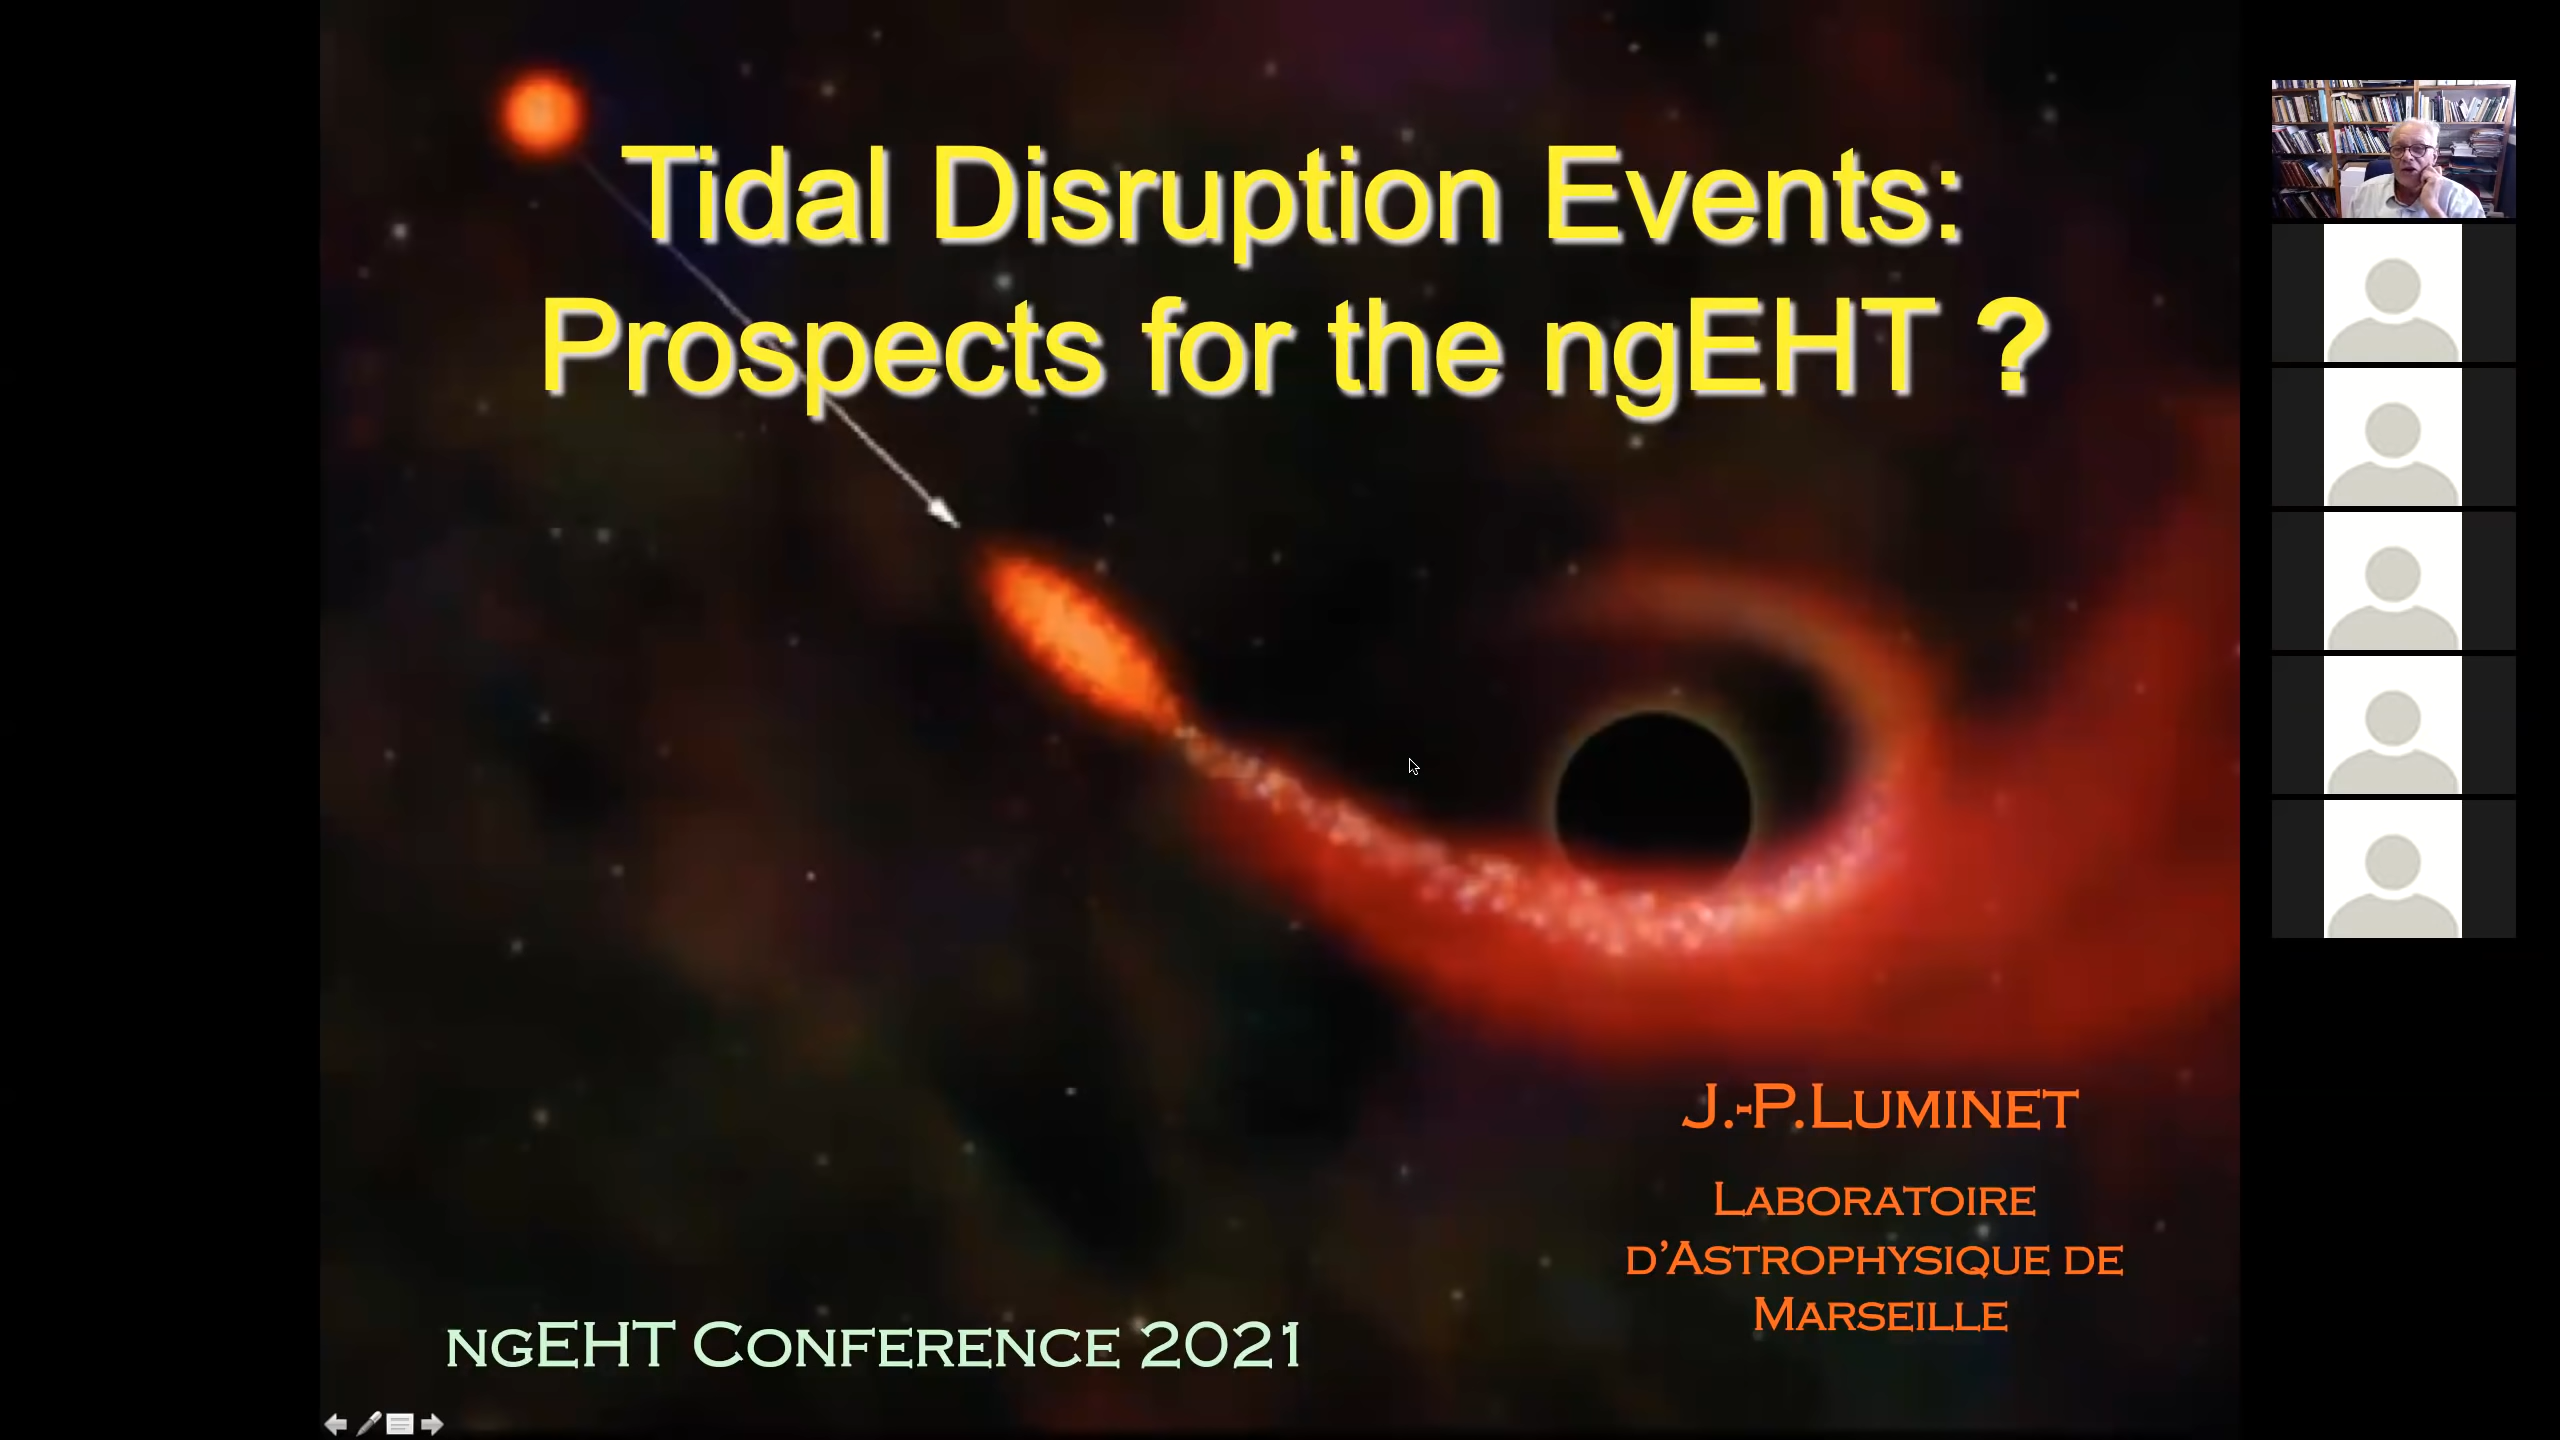 Tidal Disruption Events:
Prospects for the ngEHT ?
J.-P.Luminet
Laboratoire
d'Astrophysique de
Marseille
ngEHT Conference 2021